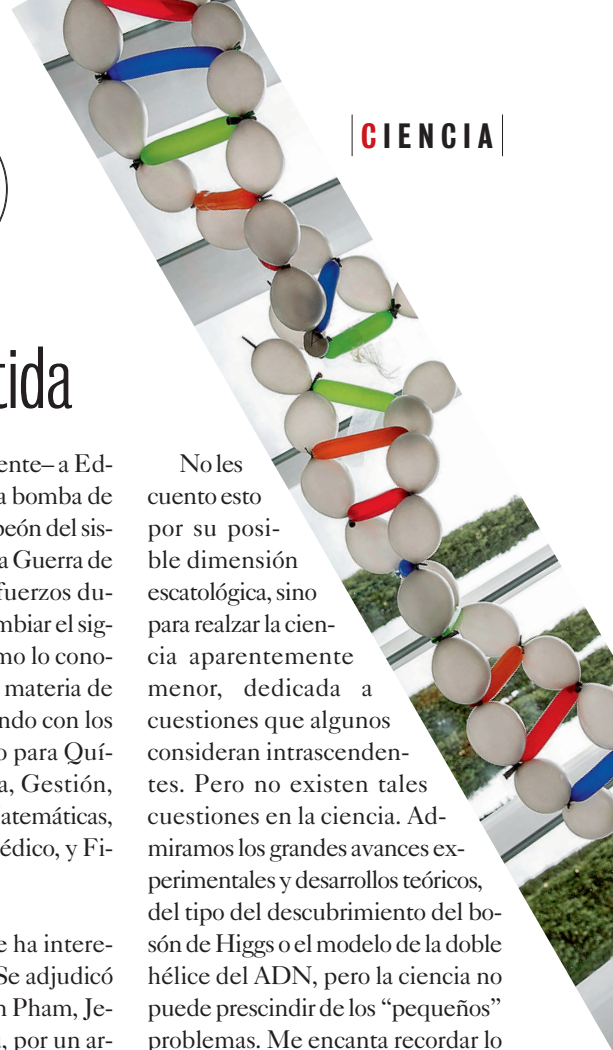 CIENCIA
tida
ente– a Ed-
a bomba de
peón del sis-
a Guerra de
fuerzos du-
mbiar el sig-
mo lo cono-
materia de
ndo con los
o para Quí-
a, Gestión,
atemáticas,
édico, y Fi-
e ha intere-
Se adjudicó
n Pham, Je-
, por un ar-
No les
cuento esto
por su posi-
ble dimensión
escatológica, sino
para realzar la cien-
cia aparentemente
menor, dedicada a
cuestiones que algunos
consideran intrascenden-
tes. Pero no existen tales
cuestiones en la ciencia. Ad-
miramos los grandes avances ex-
perimentales y desarrollos teóricos,
del tipo del descubrimiento del bo-
són de Higgs o el modelo de la doble
hélice del ADN, pero la ciencia no
puede prescindir de los “pequeños”
problemas. Me encanta recordar lo